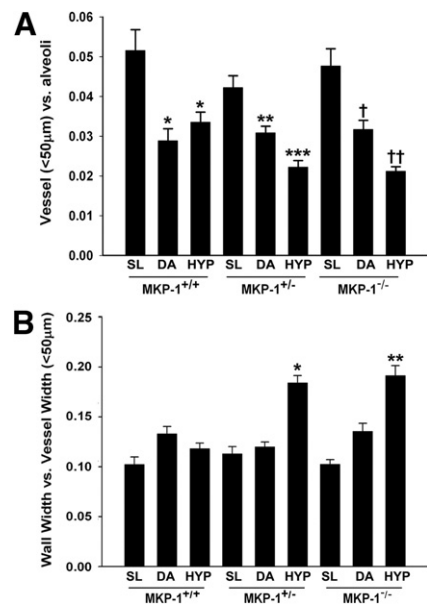 A
Vessel (<50µm) vs. alveoli
0.06
0.05
0.04
0.03
0.02
0.01
0.00
* * ** *** † ††
SL DA HYP SL DA HYP SL DA HYP
MKP-1+/+ MKP-1+/- MKP-1-/-
B
Wall Width vs. Vessel Width (<50µm)
0.25
0.20
0.15
0.10
0.05
0.00
* **
SL DA HYP SL DA HYP SL DA HYP
MKP-1+/+ MKP-1+/- MKP-1-/-